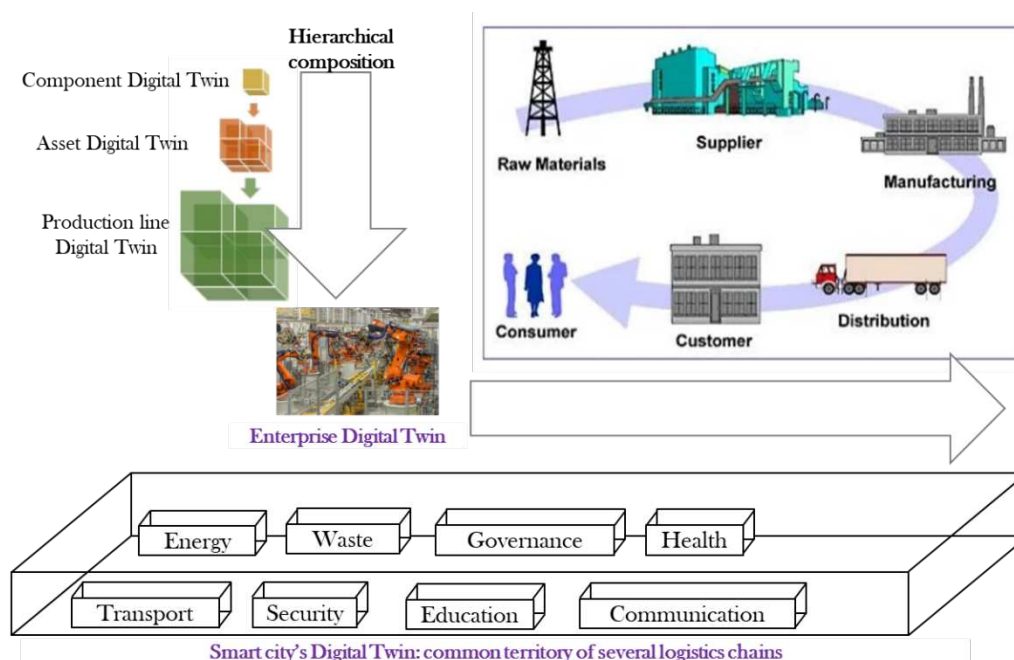 Hierarchical
composition
Component Digital Twin
Asset Digital Twin
Production line
Digital Twin
Enterprise Digital Twin
Raw Materials
Supplier
Manufacturing
Distribution
Customer
Consumer
Energy
Waste
Governance
Health
Transport
Security
Education
Communication
Smart city's Digital Twin: common territory of several logistics chains